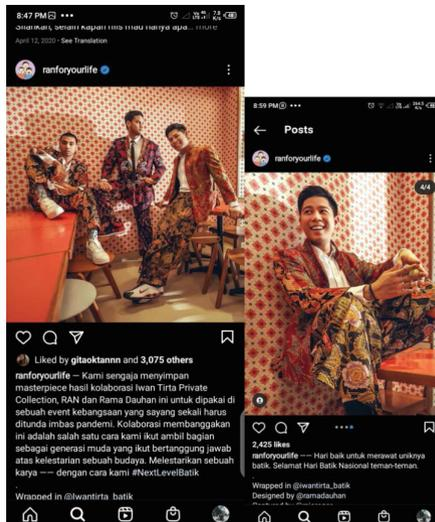 8:47 PM
Silahkan, selain kapan rilis mau nanya apa... more
April 12, 2020 • See Translation
ranforyourlife
Liked by gitaoktannn and 3,075 others
ranforyourlife — Kami sengaja menyimpan
masterpiece hasil kolaborasi Iwan Tirta Private
Collection, RAN dan Rama Dauhan ini untuk dipakai di
sebuah event kebangsaan yang sayang sekali harus
ditunda imbas pandemi. Kolaborasi membanggakan
ini adalah salah satu cara kami ikut ambil bagian
sebagai generasi muda yang ikut bertanggung jawab
atas kelestarian sebuah budaya. Melestarikan sebuah
karya —— dengan cara kami #NextLevelBatik
.
Wrapped in @iwantirta_batik
8:59 PM
Posts
ranforyourlife
4/4
2,425 likes
ranforyourlife —— Hari baik untuk merawat uniknya
batik. Selamat Hari Batik Nasional teman-teman.
.
Wrapped in @iwantirta_batik
Designed by @ramadauhan